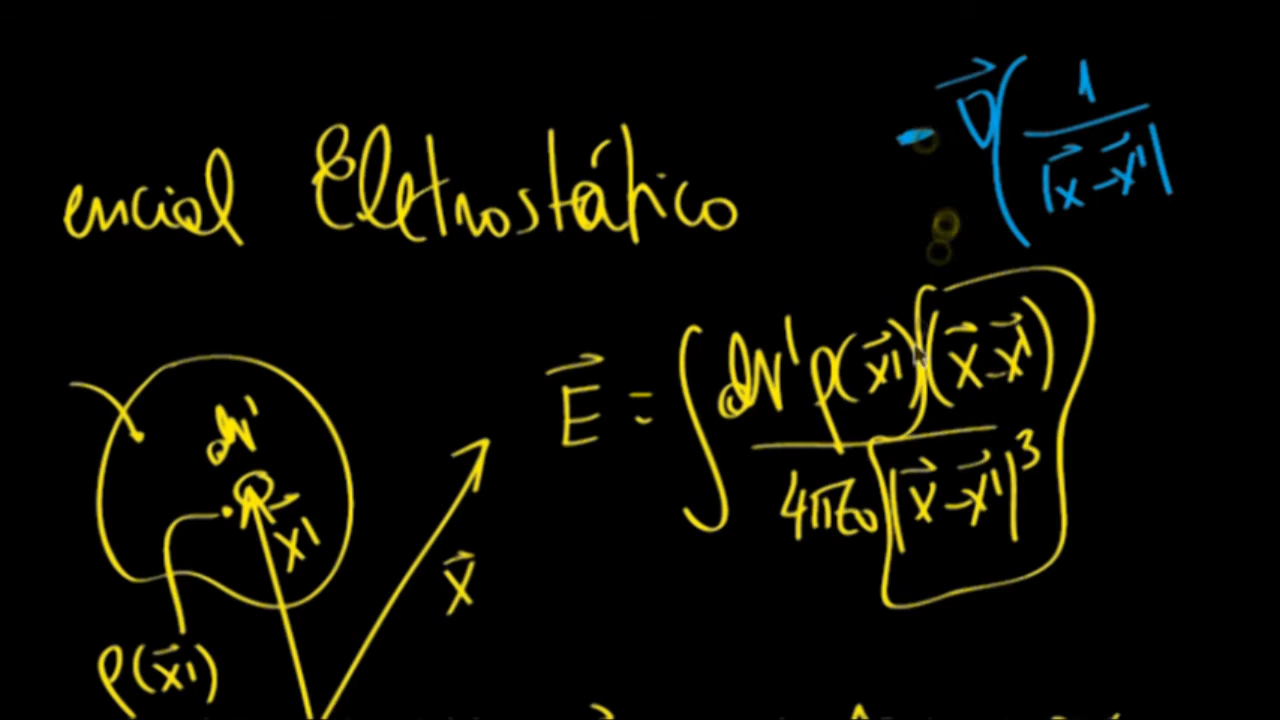 - ∇⃗(1/|x⃗-x⃗'|
encial Eletrostático
E⃗ = ∫ dV' ρ(x⃗') (x⃗-x⃗') / 4πε₀ |x⃗-x⃗'|³
dV'
x⃗'
x⃗
ρ(x⃗')